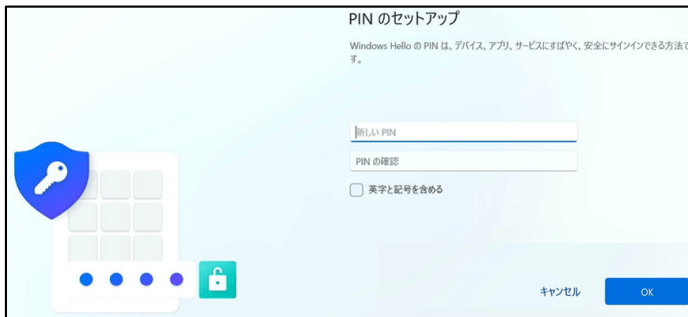 PIN のセットアップ
Windows Hello の PIN は、デバイス、アプリ、サービスにすばやく、安全にサインインできる方法で
す。
新しい PIN
PIN の確認
英字と記号を含める
キャンセル
OK